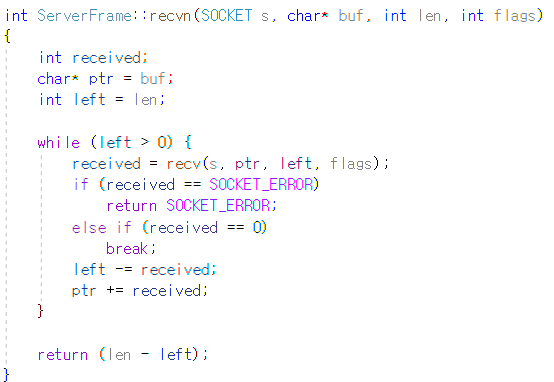 int ServerFrame::recvn(SOCKET s, char* buf, int len, int flags)
{
    int received;
    char* ptr = buf;
    int left = len;

    while (left > 0) {
        received = recv(s, ptr, left, flags);
        if (received == SOCKET_ERROR)
            return SOCKET_ERROR;
        else if (received == 0)
            break;
        left -= received;
        ptr += received;
    }

    return (len - left);
}